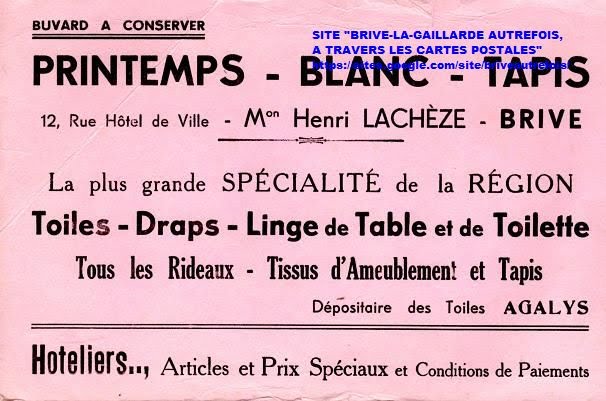 BUVARD A CONSERVER
SITE "BRIVE-LA-GAILLARDE AUTREFOIS,
A TRAVERS LES CARTES POSTALES"
PRINTEMPS - BLANC - TAPIS
12, Rue Hôtel de Ville - Mon Henri LACHÈZE - BRIVE
La plus grande SPÉCIALITÉ de la RÉGION
Toiles - Draps - Linge de Table et de Toilette
Tous les Rideaux - Tissus d'Ameublement et Tapis
Dépositaire des Toiles AGALYS
Hoteliers.., Articles et Prix Spéciaux et Conditions de Paiements